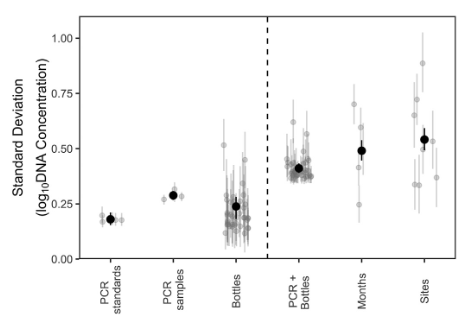 Standard Deviation
(log₁₀DNA Concentration)
1.00
0.75
0.50
0.25
0.00
PCR
standards
PCR
samples
Bottles
PCR +
Bottles
Months
Sites